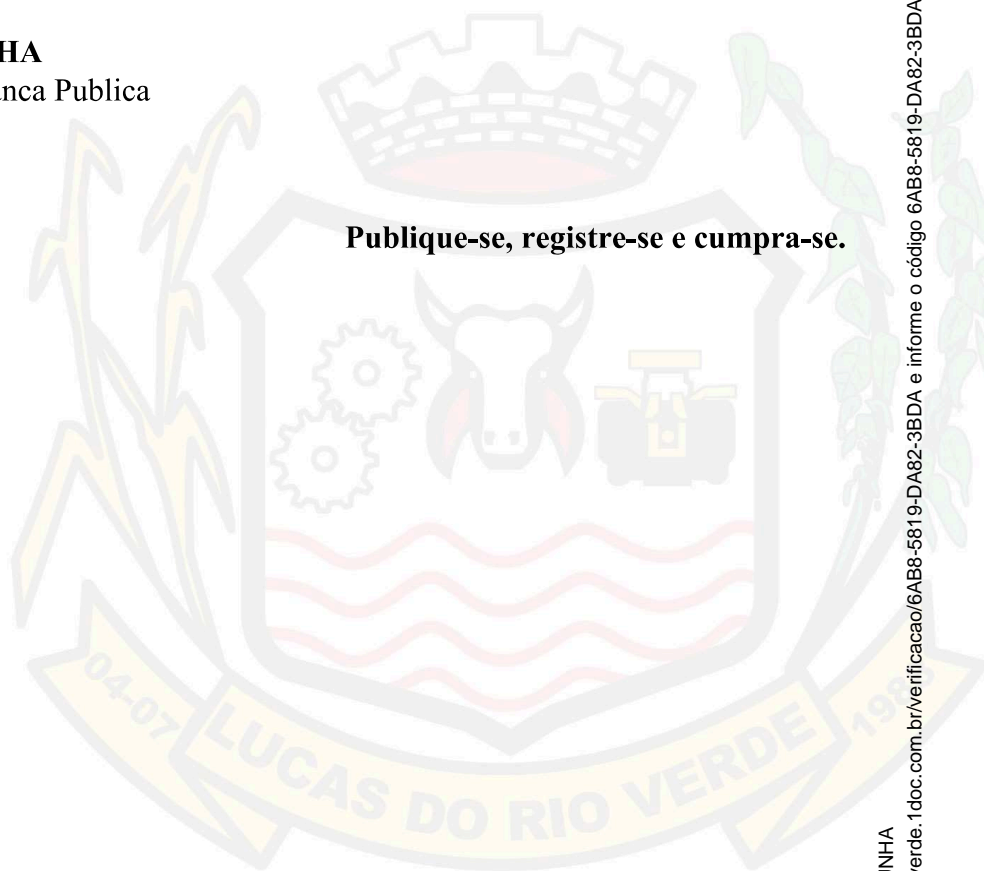 HA
nca Publica
Publique-se, registre-se e cumpra-se.
04-07
LUCAS DO RIO VERDE
1988
NHA
verde.1doc.com.br/verificacao/6AB8-5819-DA82-3BDA e informe o código 6AB8-5819-DA82-3BDA